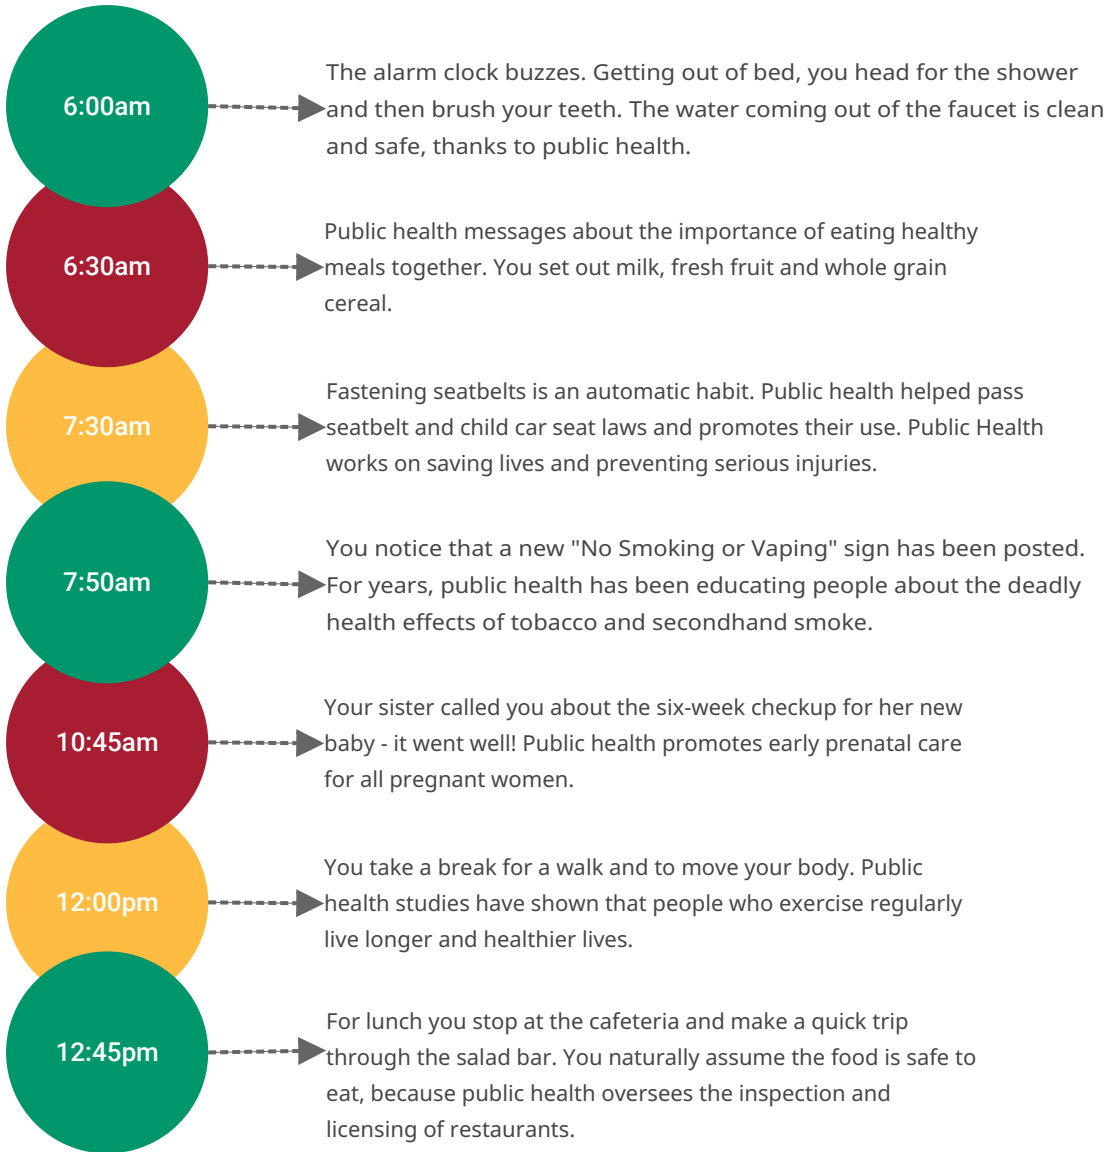 6:00am
The alarm clock buzzes. Getting out of bed, you head for the shower
and then brush your teeth. The water coming out of the faucet is clean
and safe, thanks to public health.
6:30am
Public health messages about the importance of eating healthy
meals together. You set out milk, fresh fruit and whole grain
cereal.
7:30am
Fastening seatbelts is an automatic habit. Public health helped pass
seatbelt and child car seat laws and promotes their use. Public Health
works on saving lives and preventing serious injuries.
7:50am
You notice that a new "No Smoking or Vaping" sign has been posted.
For years, public health has been educating people about the deadly
health effects of tobacco and secondhand smoke.
10:45am
Your sister called you about the six-week checkup for her new
baby - it went well! Public health promotes early prenatal care
for all pregnant women.
12:00pm
You take a break for a walk and to move your body. Public
health studies have shown that people who exercise regularly
live longer and healthier lives.
12:45pm
For lunch you stop at the cafeteria and make a quick trip
through the salad bar. You naturally assume the food is safe to
eat, because public health oversees the inspection and
licensing of restaurants.